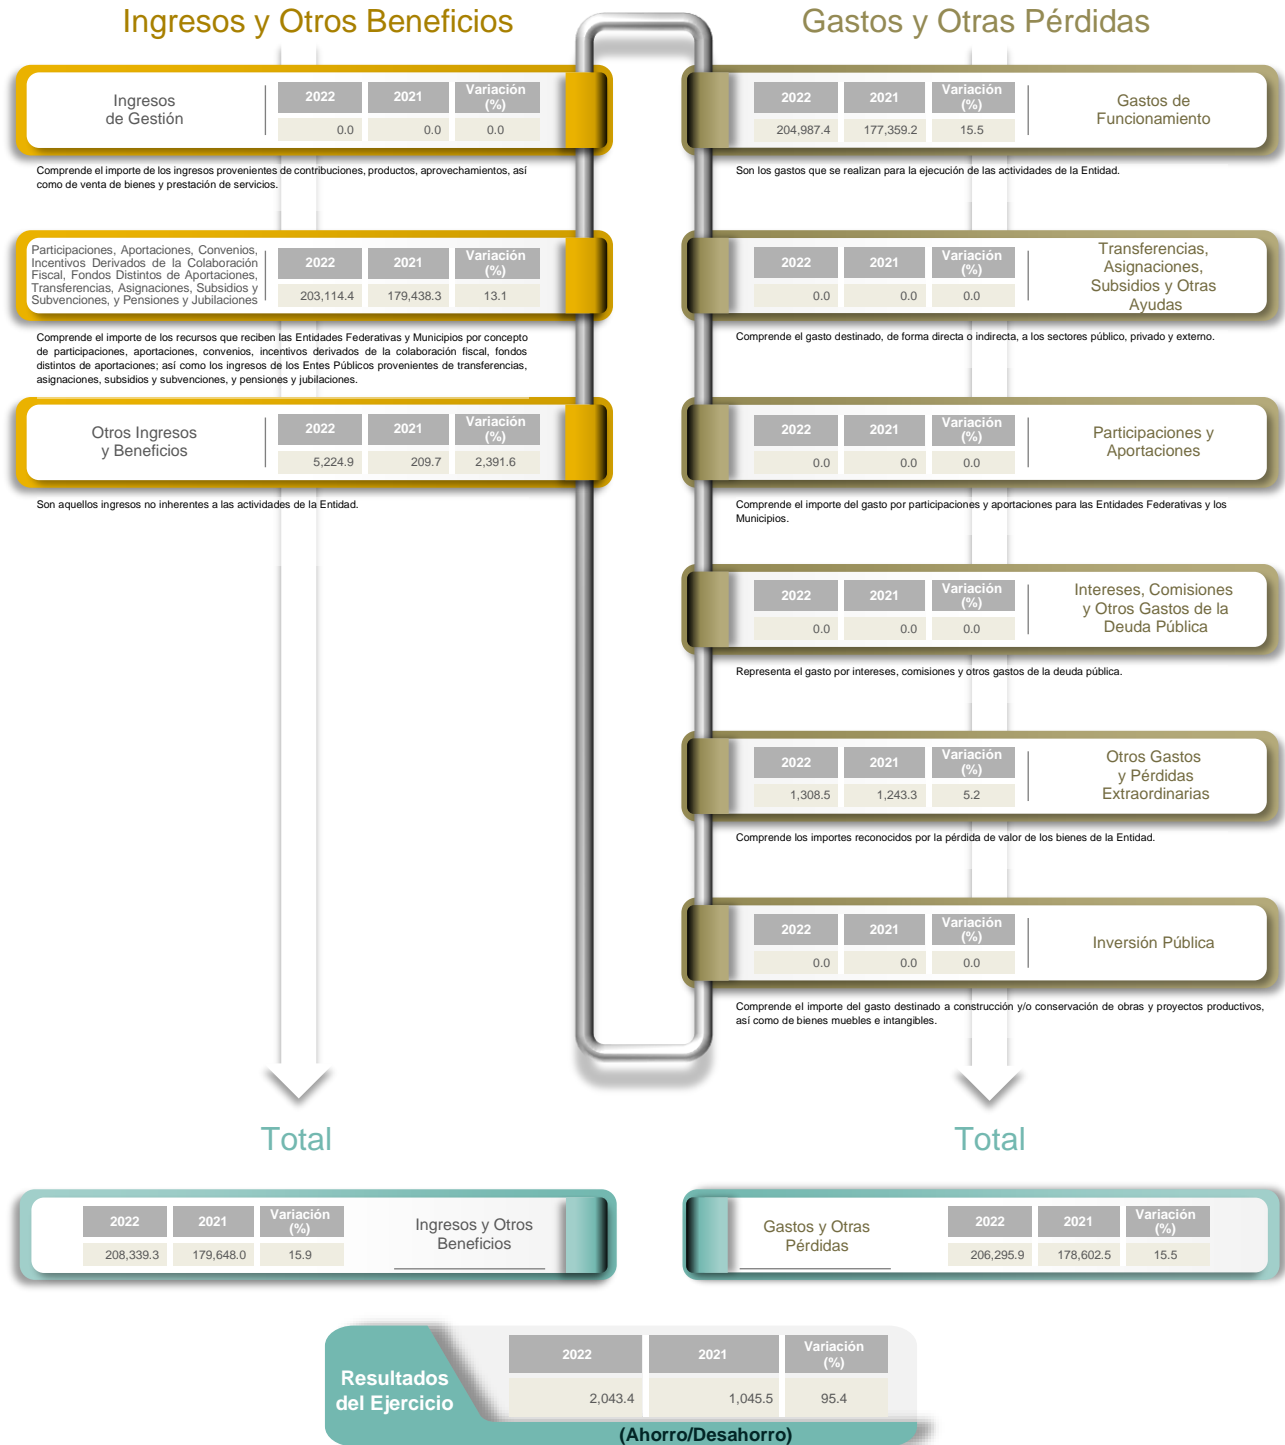 Ingresos y Otros Beneficios
Ingresos
de Gestión
2022 2021 Variación (%)
0.0 0.0 0.0
Comprende el importe de los ingresos provenientes de contribuciones, productos, aprovechamientos, así
como de venta de bienes y prestación de servicios.
Participaciones, Aportaciones, Convenios,
Incentivos Derivados de la Colaboración
Fiscal, Fondos Distintos de Aportaciones,
Transferencias, Asignaciones, Subsidios y
Subvenciones, y Pensiones y Jubilaciones
2022 2021 Variación (%)
203,114.4 179,438.3 13.1
Comprende el importe de los recursos que reciben las Entidades Federativas y Municipios por concepto
de participaciones, aportaciones, convenios, incentivos derivados de la colaboración fiscal, fondos
distintos de aportaciones; así como los ingresos de los Entes Públicos provenientes de transferencias,
asignaciones, subsidios y subvenciones, y pensiones y jubilaciones.
Otros Ingresos
y Beneficios
2022 2021 Variación (%)
5,224.9 209.7 2,391.6
Son aquellos ingresos no inherentes a las actividades de la Entidad.
Gastos y Otras Pérdidas
2022 2021 Variación (%)
204,987.4 177,359.2 15.5
Gastos de
Funcionamiento
Son los gastos que se realizan para la ejecución de las actividades de la Entidad.
2022 2021 Variación (%)
0.0 0.0 0.0
Transferencias,
Asignaciones,
Subsidios y Otras
Ayudas
Comprende el gasto destinado, de forma directa o indirecta, a los sectores público, privado y externo.
2022 2021 Variación (%)
0.0 0.0 0.0
Participaciones y
Aportaciones
Comprende el importe del gasto por participaciones y aportaciones para las Entidades Federativas y los
Municipios.
2022 2021 Variación (%)
0.0 0.0 0.0
Intereses, Comisiones
y Otros Gastos de la
Deuda Pública
Representa el gasto por intereses, comisiones y otros gastos de la deuda pública.
2022 2021 Variación (%)
1,308.5 1,243.3 5.2
Otros Gastos
y Pérdidas
Extraordinarias
Comprende los importes reconocidos por la pérdida de valor de los bienes de la Entidad.
2022 2021 Variación (%)
0.0 0.0 0.0
Inversión Pública
Comprende el importe del gasto destinado a construcción y/o conservación de obras y proyectos productivos,
así como de bienes muebles e intangibles.
Total
2022 2021 Variación (%)
208,339.3 179,648.0 15.9
Ingresos y Otros
Beneficios
Total
Gastos y Otras
Pérdidas
2022 2021 Variación (%)
206,295.9 178,602.5 15.5
Resultados
del Ejercicio
2022 2021 Variación (%)
2,043.4 1,045.5 95.4
(Ahorro/Desahorro)